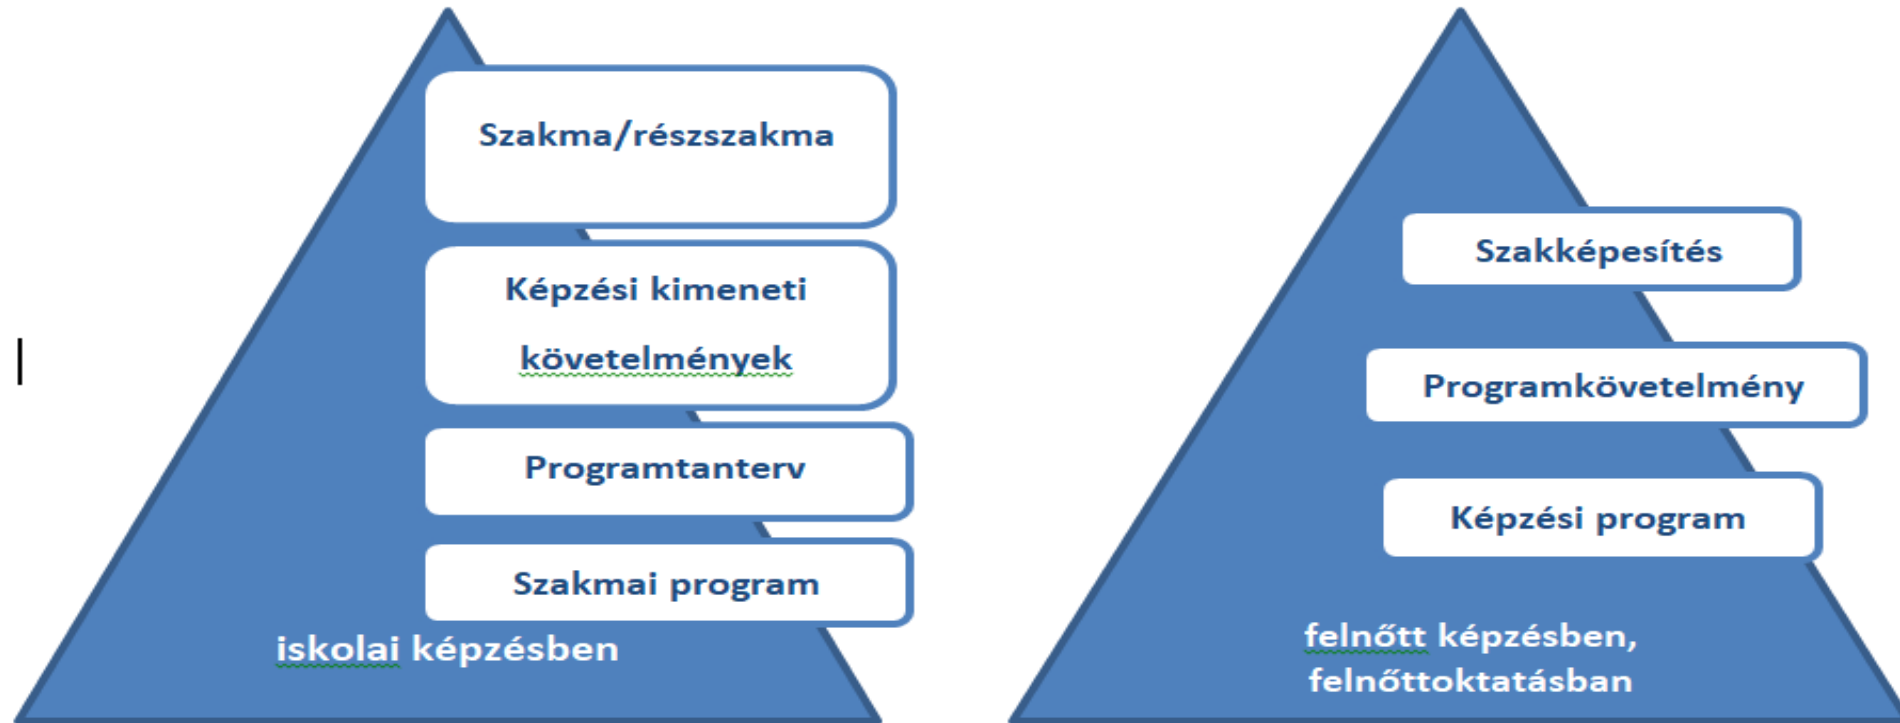 Szakma/részszakma
Képzési kimeneti
követelmények
Programtanterv
Szakmai program
iskolai képzésben
Szakképesítés
Programkövetelmény
Képzési program
felnőtt képzésben,
felnőttoktatásban